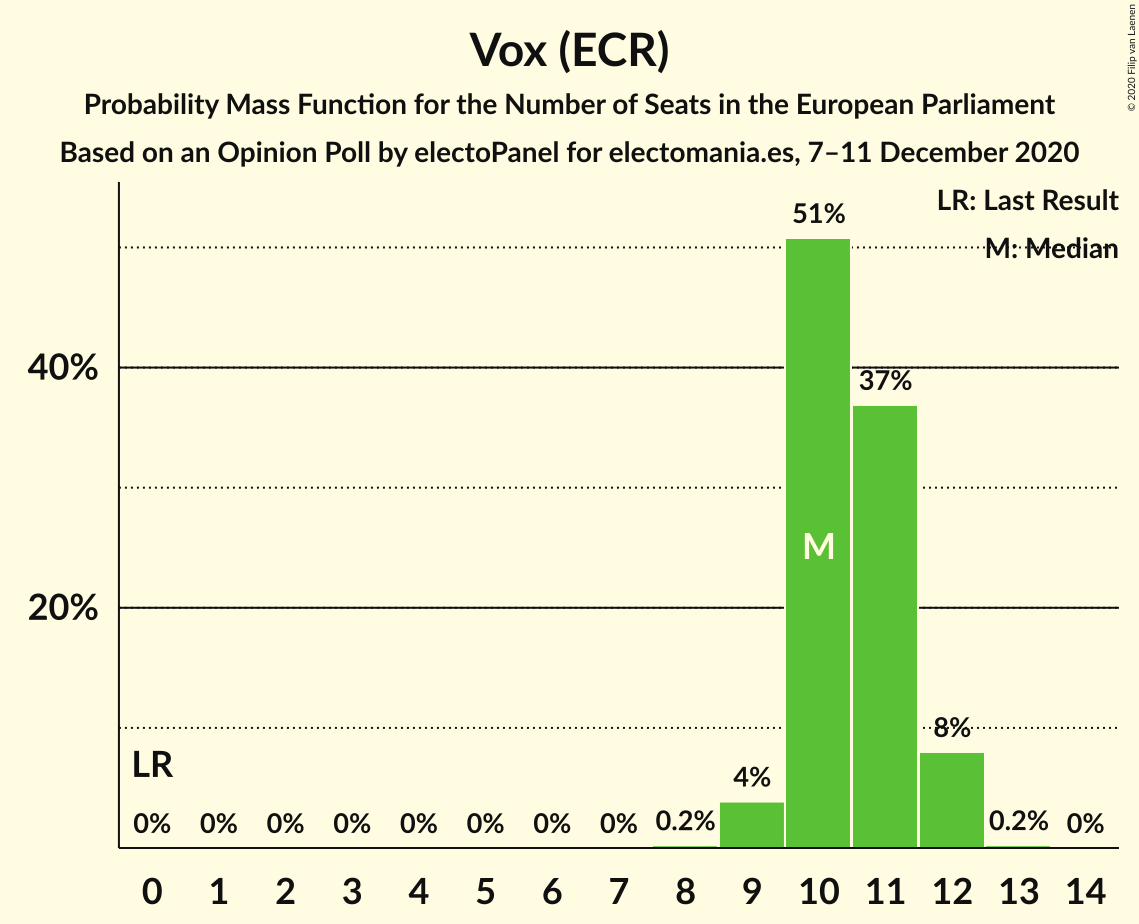 Vox (ECR)
Probability Mass Function for the Number of Seats in the European Parliament
Based on an Opinion Poll by electoPanel for electomania.es, 7–11 December 2020
© 2020 Filip van Laenen
LR: Last Result
M: Median
51%
40%
37%
M
20%
8%
LR
4%
0% 0% 0% 0% 0% 0% 0% 0% 0.2% 0.2% 0%
0 1 2 3 4 5 6 7 8 9 10 11 12 13 14